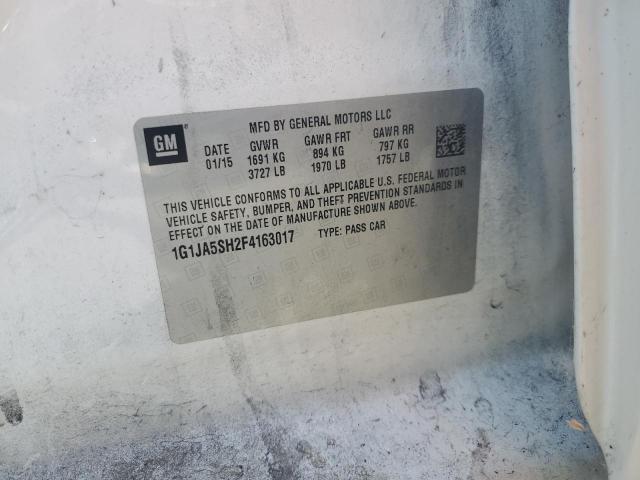 GM
MFD BY GENERAL MOTORS LLC
DATE GVWR GAWR FRT GAWR RR
01/15 1691 KG 894 KG 797 KG
3727 LB 1970 LB 1757 LB
THIS VEHICLE CONFORMS TO ALL APPLICABLE U.S. FEDERAL MOTOR
VEHICLE SAFETY, BUMPER, AND THEFT PREVENTION STANDARDS IN
EFFECT ON THE DATE OF MANUFACTURE SHOWN ABOVE.
1G1JA5SH2F4163017 TYPE: PASS CAR